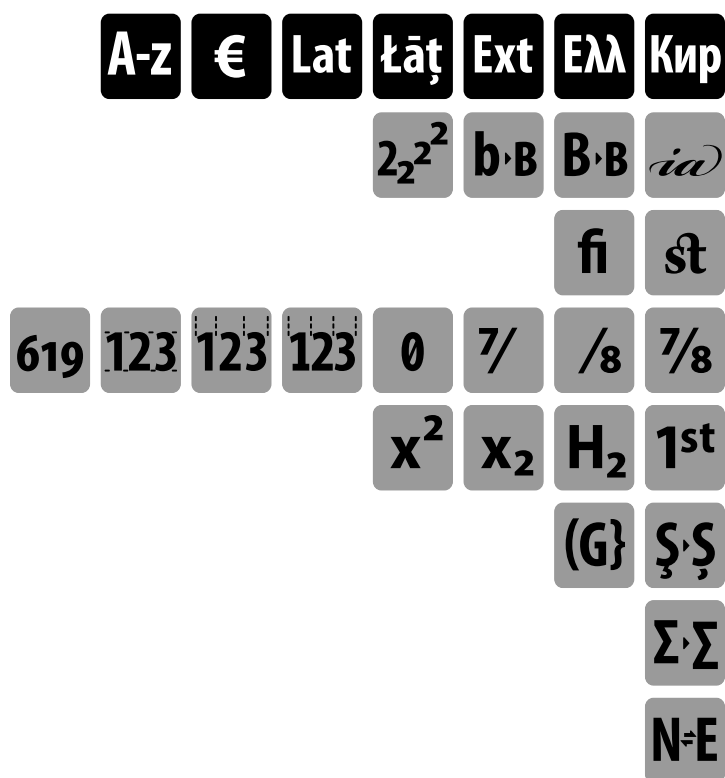 A-z € Lat Łāț Ext Ελλ Кир
2₂²² b▸ʙ B▸ʙ ia
fi st
619 123 123 123 0 ⁷⁄ ⁄₈ ⁷⁄₈
x² x₂ H₂ 1ˢᵗ
(G} Ş▸Ș
Σ▸Σ
N⇌E